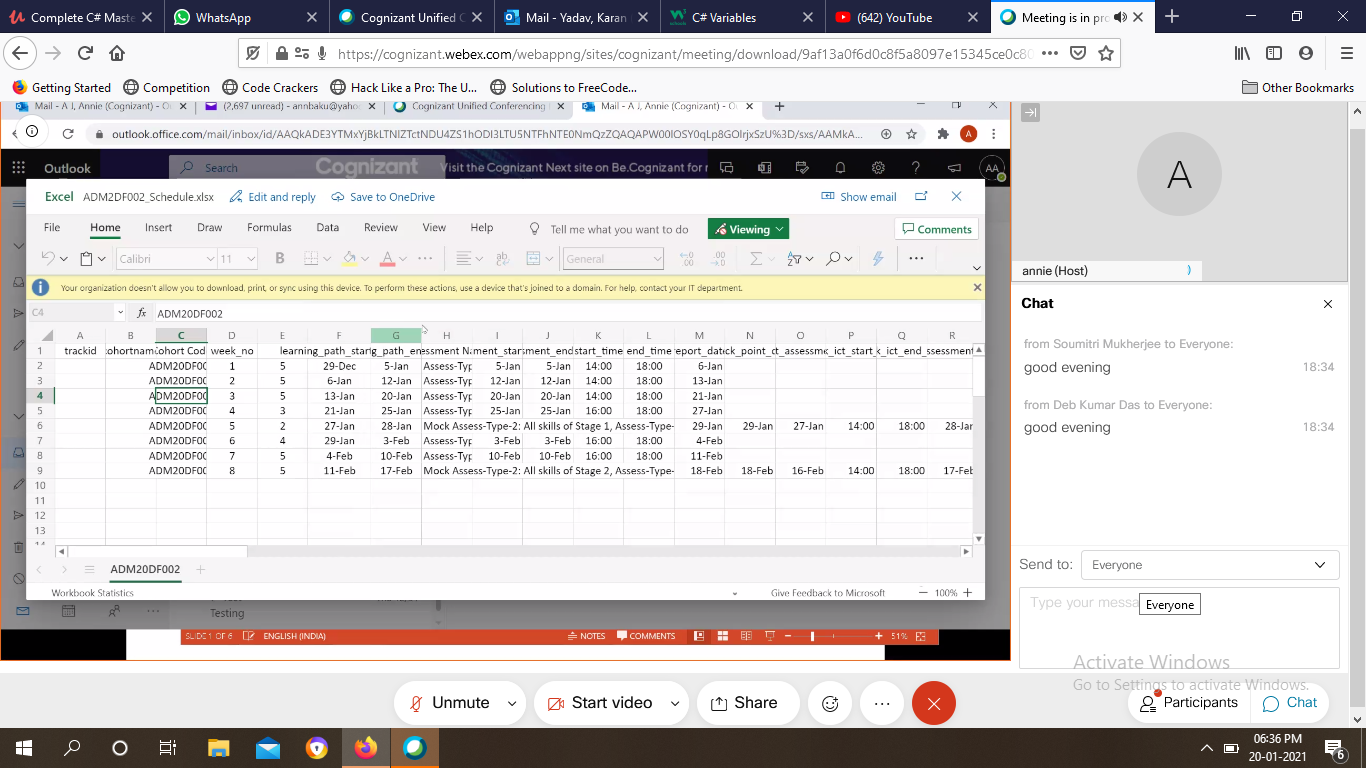 Complete C# Maste
WhatsApp
Cognizant Unified C
Mail - Yadav, Karan
C# Variables
(642) YouTube
Meeting is in pro
https://cognizant.webex.com/webappng/sites/cognizant/meeting/download/9af13a0f6d0c8f5a8097e15345ce0c80
Getting Started
Competition
Code Crackers
Hack Like a Pro: The U...
Solutions to FreeCode...
Other Bookmarks
Mail - A J, Annie (Cognizant) - Ou
(2,697 unread) - annbaku@yahoo.
Cognizant Unified Conferencing
Mail - A J, Annie (Cognizant) - Ou
Outlook
Search
Cognizant
Visit the Cognizant Next site on Be.Cognizant for r
AA
Excel
ADM2DF002_Schedule.xlsx
Edit and reply
Save to OneDrive
Show email
File Home Insert Draw Formulas Data Review View Help
Tell me what you want to do
Viewing
Comments
Calibri
11
B
General
Your organization doesn't allow you to download, print, or sync using this device. To perform these actions, use a device that's joined to a domain. For help, contact your IT department.
C4
fx
ADM20DF002
A B C D E F G H I J K L M N O P Q R
1 trackid :ohortnam Cohort Cod week_no learning_path_star g_path_en essment Na ment_star ment_end start_time end_time eport_date ck_point_c t_assessme _ict_start_ k_ict_end_ ssessment
2 ADM20DF00 1 5 29-Dec 5-Jan Assess-Typ 5-Jan 5-Jan 14:00 18:00 6-Jan
3 ADM20DF00 2 5 6-Jan 12-Jan Assess-Typ 12-Jan 12-Jan 14:00 18:00 13-Jan
4 ADM20DF00 3 5 13-Jan 20-Jan Assess-Typ 20-Jan 20-Jan 14:00 18:00 21-Jan
5 ADM20DF00 4 3 21-Jan 25-Jan Assess-Typ 25-Jan 25-Jan 16:00 18:00 27-Jan
6 ADM20DF00 5 2 27-Jan 28-Jan Mock Assess-Type-2: All skills of Stage 1, Assess-Type- 29-Jan 29-Jan 27-Jan 14:00 18:00 28-Jan
7 ADM20DF00 6 4 29-Jan 3-Feb Assess-Typ 3-Feb 3-Feb 16:00 18:00 4-Feb
8 ADM20DF00 7 5 4-Feb 10-Feb Assess-Typ 10-Feb 10-Feb 16:00 18:00 11-Feb
9 ADM20DF00 8 5 11-Feb 17-Feb Mock Assess-Type-2: All skills of Stage 2, Assess-Type- 18-Feb 18-Feb 16-Feb 14:00 18:00 17-Feb
10
11
12
13
14
ADM20DF002
Workbook Statistics
Give Feedback to Microsoft
100%
Testing
SLIDE 1 OF 6
ENGLISH (INDIA)
NOTES
COMMENTS
51%
A
annie (Host)
Chat
from Soumitri Mukherjee to Everyone:
good evening
18:34
from Deb Kumar Das to Everyone:
good evening
18:34
Send to:
Everyone
Type your messa
Everyone
Activate Windows
Go to Settings to activate Windows.
Unmute
Start video
Share
Participants
Chat
06:36 PM
20-01-2021
6